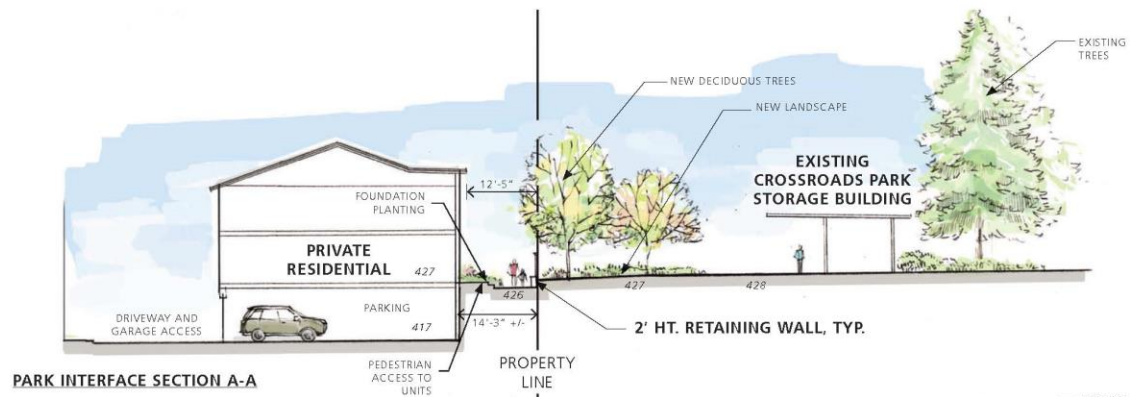 EXISTING
TREES
NEW DECIDUOUS TREES
NEW LANDSCAPE
EXISTING
CROSSROADS PARK
STORAGE BUILDING
12'-5"
FOUNDATION
PLANTING
PRIVATE
RESIDENTIAL
427
426
427
428
PARKING
417
DRIVEWAY AND
GARAGE ACCESS
14'-3" +/-
2' HT. RETAINING WALL, TYP.
PEDESTRIAN
ACCESS TO
UNITS
PROPERTY
LINE
PARK INTERFACE SECTION A-A